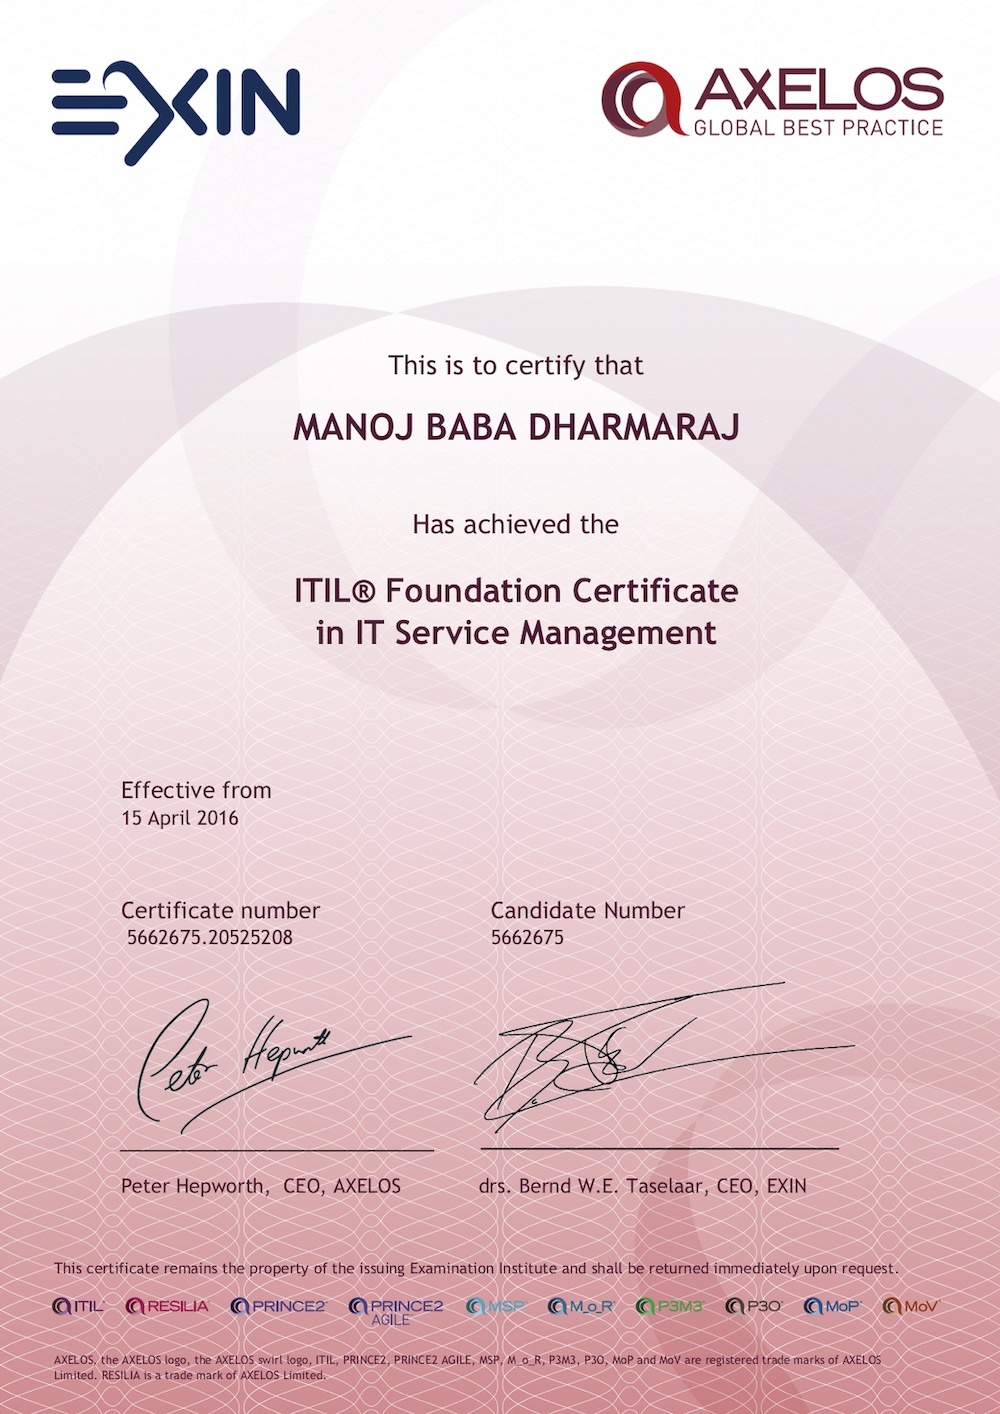 EXIN
AXELOS
GLOBAL BEST PRACTICE
This is to certify that
MANOJ BABA DHARMARAJ
Has achieved the
ITIL® Foundation Certificate
in IT Service Management
Effective from
15 April 2016
Certificate number
5662675.20525208
Candidate Number
5662675
Peter Hepworth
Peter Hepworth, CEO, AXELOS
drs. Bernd W.E. Taselaar, CEO, EXIN
This certificate remains the property of the issuing Examination Institute and shall be returned immediately upon request.
ITIL® RESILIA PRINCE2® PRINCE2 AGILE MSP® M_o_R® P3M3® P3O® MoP® MoV®
AXELOS, the AXELOS logo, the AXELOS swirl logo, ITIL, PRINCE2, PRINCE2 AGILE, MSP, M_o_R, P3M3, P3O, MoP and MoV are registered trade marks of AXELOS
Limited. RESILIA is a trade mark of AXELOS Limited.